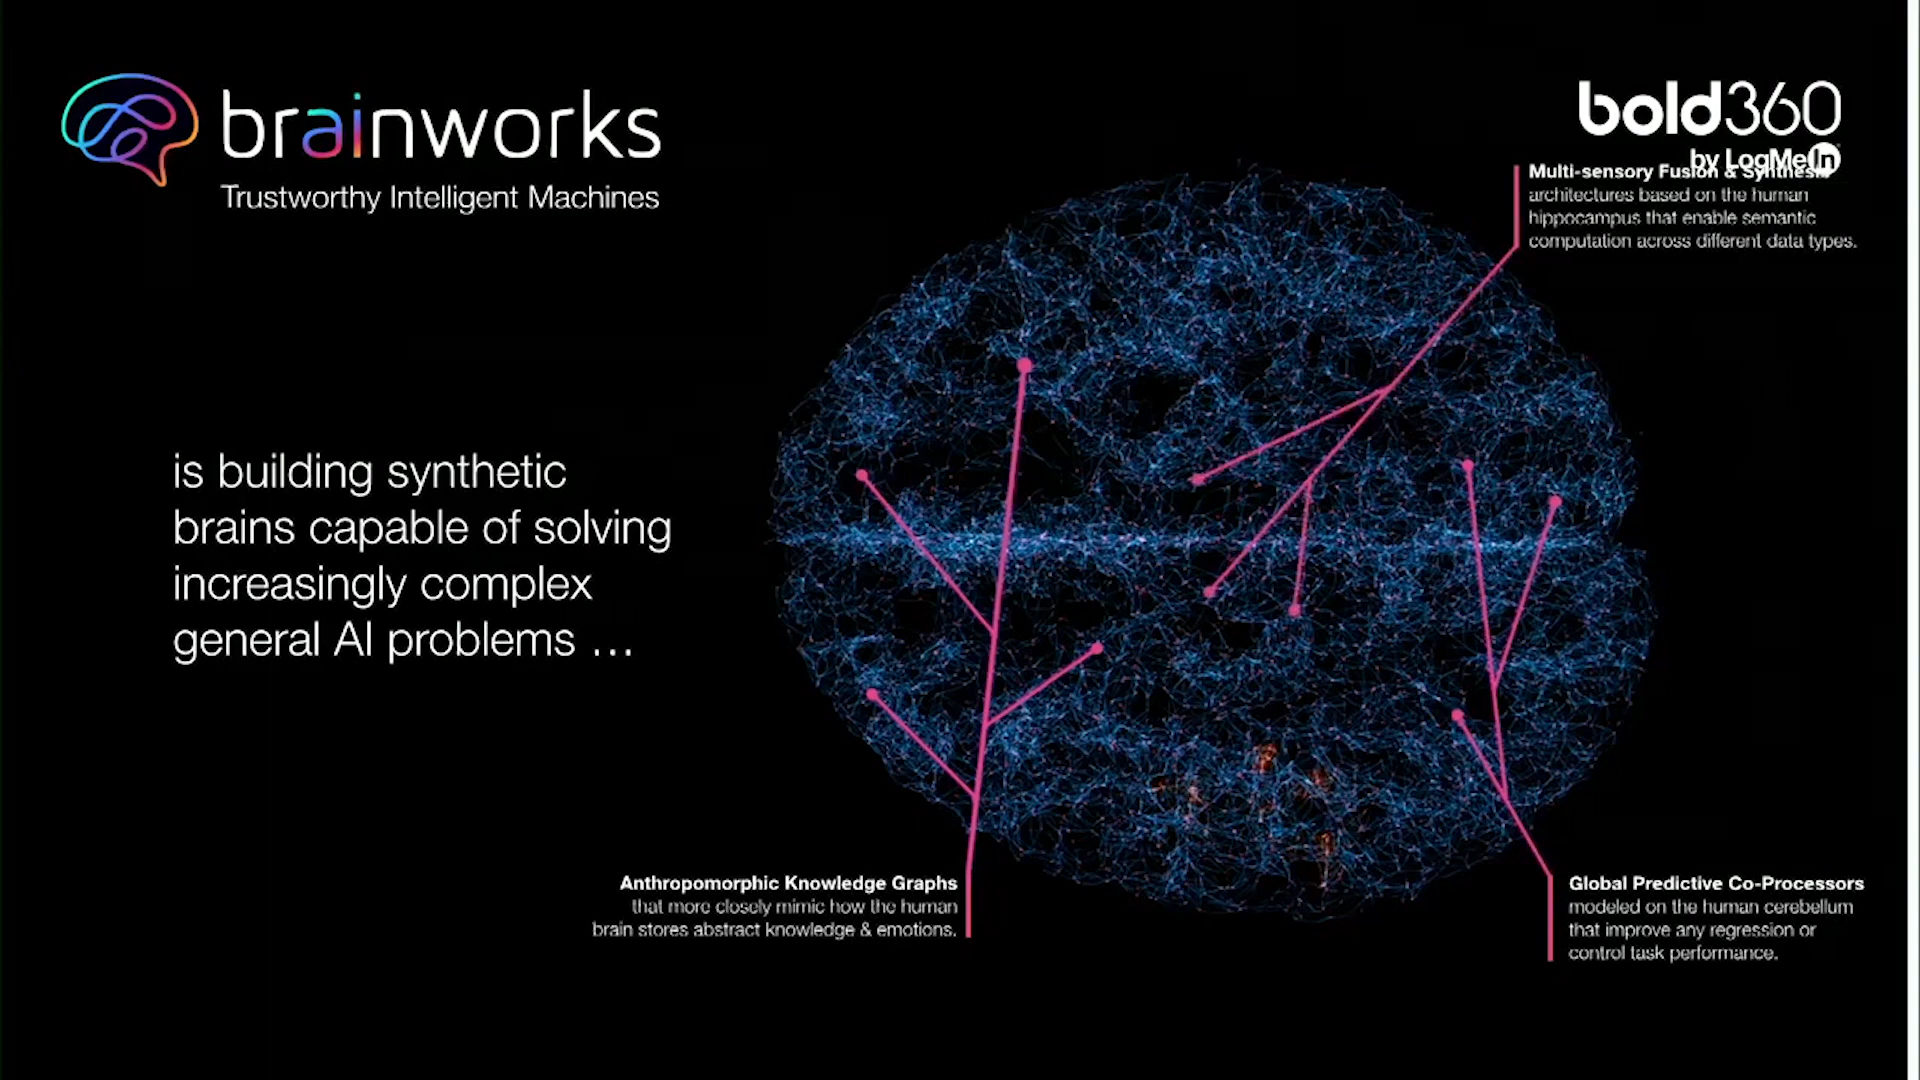 brainworks
Trustworthy Intelligent Machines
bold360
by LogMeIn
Multi-sensory Fusion & Synthesis
architectures based on the human
hippocampus that enable semantic
computation across different data types.
is building synthetic
brains capable of solving
increasingly complex
general AI problems ...
Anthropomorphic Knowledge Graphs
that more closely mimic how the human
brain stores abstract knowledge & emotions.
Global Predictive Co-Processors
modeled on the human cerebellum
that improve any regression or
control task performance.